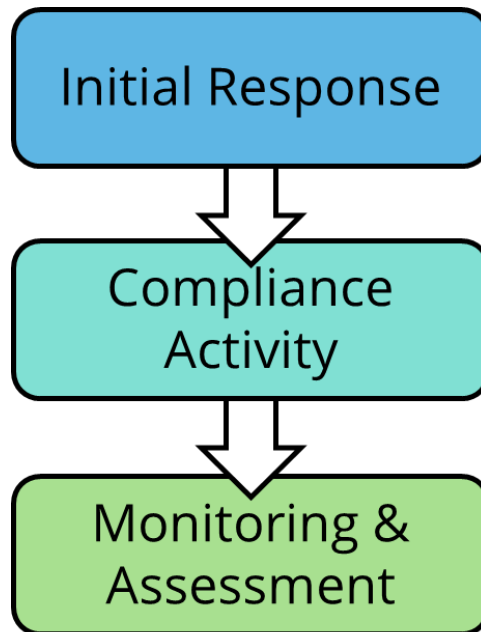 Initial Response
Compliance
Activity
Monitoring &
Assessment